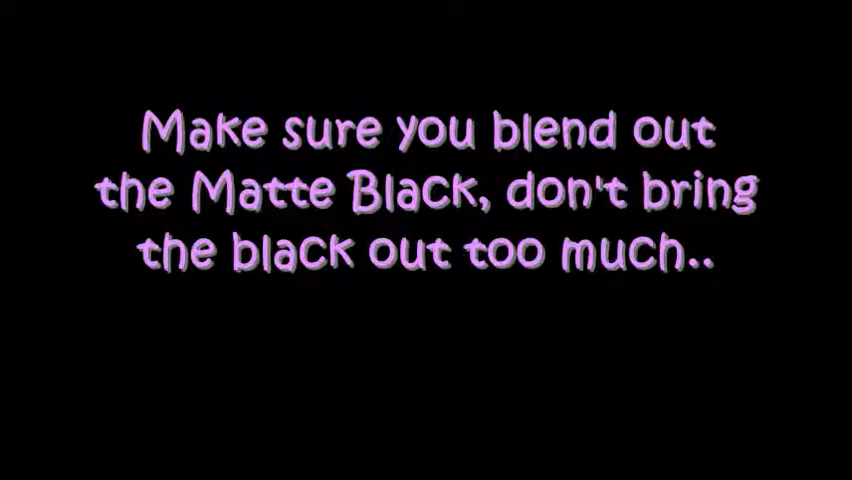 Make sure you blend out
the Matte Black, don't bring
the black out too much..